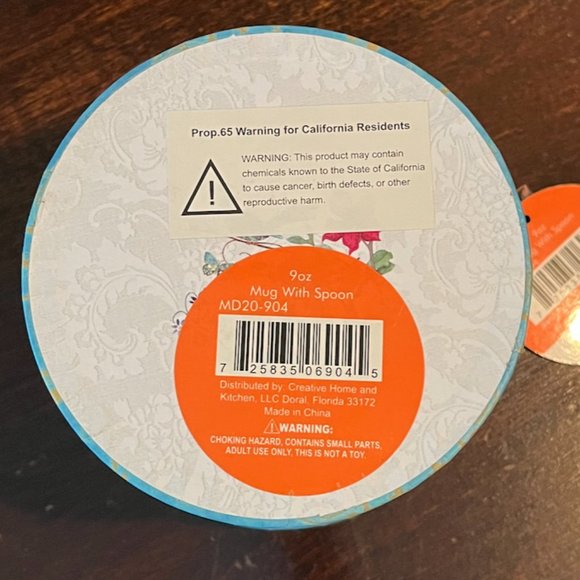 Prop.65 Warning for California Residents
WARNING: This product may contain
chemicals known to the State of California
to cause cancer, birth defects, or other
reproductive harm.
9oz
Mug With Spoon
MD20-904
7 25835 06904 5
Distributed by: Creative Home and
Kitchen, LLC Doral. Florida 33172
Made in China
WARNING:
CHOKING HAZARD, CONTAINS SMALL PARTS,
ADULT USE ONLY, THIS IS NOT A TOY.
9oz
With Spoon